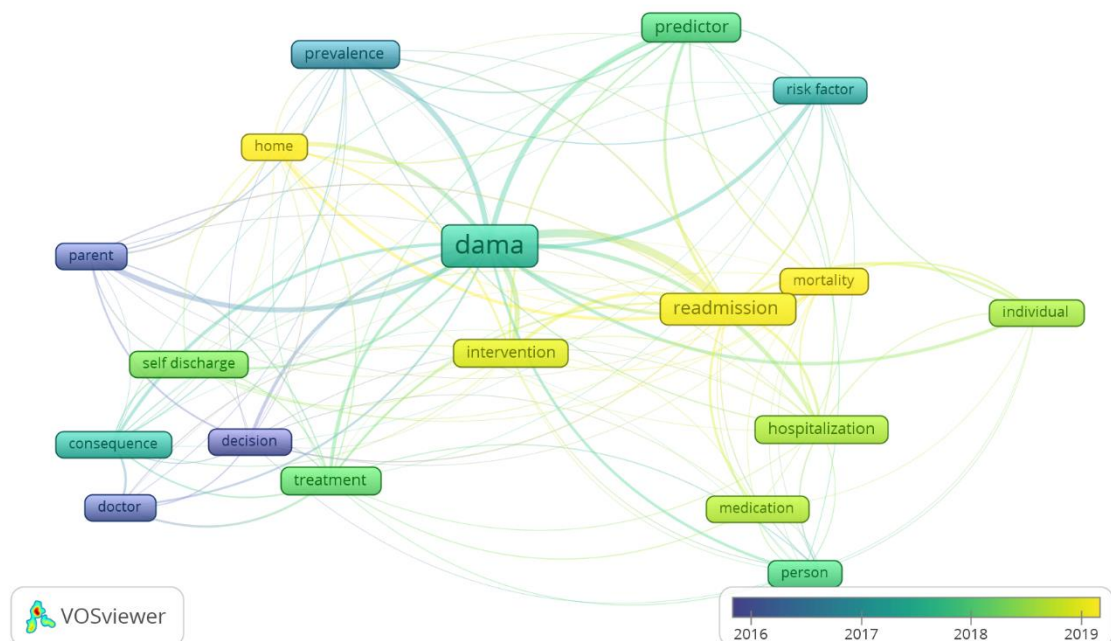 predictor
prevalence
risk factor
home
dama
parent
mortality
readmission
individual
intervention
self discharge
hospitalization
consequence
decision
treatment
doctor
medication
person
VOSviewer
2016 2017 2018 2019